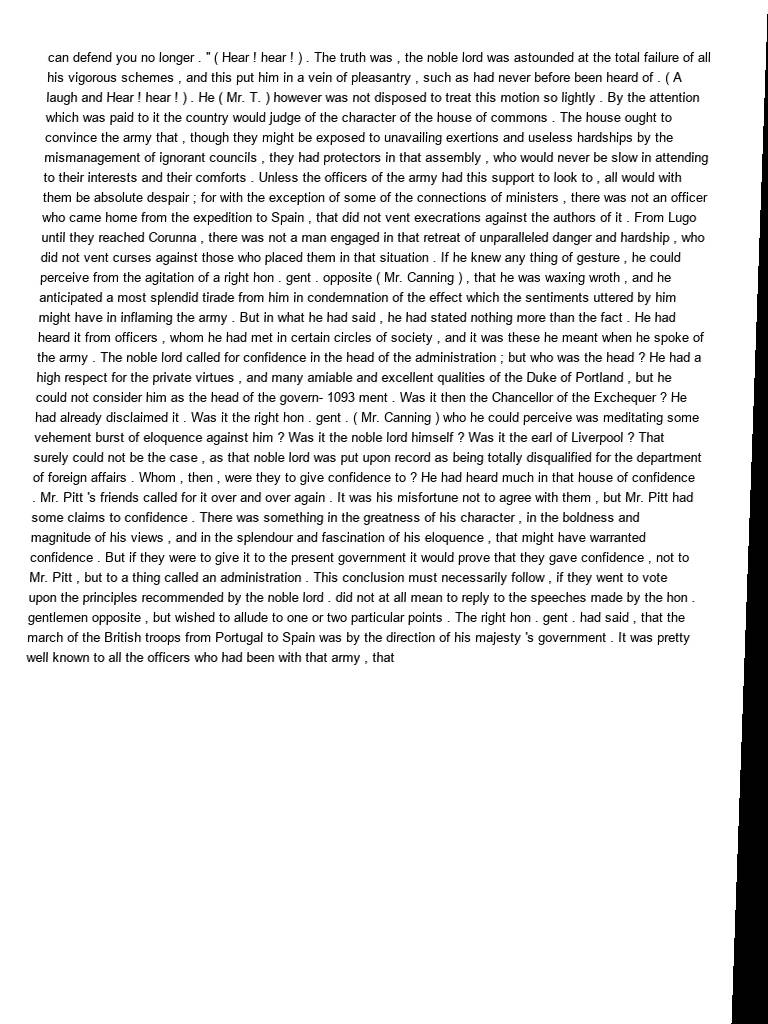 can defend you no longer . " ( Hear ! hear ! ) . The truth was , the noble lord was astounded at the total failure of all
his vigorous schemes , and this put him in a vein of pleasantry , such as had never before been heard of . ( A
laugh and Hear ! hear ! ) . He ( Mr. T. ) however was not disposed to treat this motion so lightly . By the attention
which was paid to it the country would judge of the character of the house of commons . The house ought to
convince the army that , though they might be exposed to unavailing exertions and useless hardships by the
mismanagement of ignorant councils , they had protectors in that assembly , who would never be slow in attending
to their interests and their comforts . Unless the officers of the army had this support to look to , all would with
them be absolute despair ; for with the exception of some of the connections of ministers , there was not an officer
who came home from the expedition to Spain , that did not vent execrations against the authors of it . From Lugo
until they reached Corunna , there was not a man engaged in that retreat of unparalleled danger and hardship , who
did not vent curses against those who placed them in that situation . If he knew any thing of gesture , he could
perceive from the agitation of a right hon . gent . opposite ( Mr. Canning ) , that he was waxing wroth , and he
anticipated a most splendid tirade from him in condemnation of the effect which the sentiments uttered by him
might have in inflaming the army . But in what he had said , he had stated nothing more than the fact . He had
heard it from officers , whom he had met in certain circles of society , and it was these he meant when he spoke of
the army . The noble lord called for confidence in the head of the administration ; but who was the head ? He had a
high respect for the private virtues , and many amiable and excellent qualities of the Duke of Portland , but he
could not consider him as the head of the govern- 1093 ment . Was it then the Chancellor of the Exchequer ? He
had already disclaimed it . Was it the right hon . gent . ( Mr. Canning ) who he could perceive was meditating some
vehement burst of eloquence against him ? Was it the noble lord himself ? Was it the earl of Liverpool ? That
surely could not be the case , as that noble lord was put upon record as being totally disqualified for the department
of foreign affairs . Whom , then , were they to give confidence to ? He had heard much in that house of confidence
. Mr. Pitt 's friends called for it over and over again . It was his misfortune not to agree with them , but Mr. Pitt had
some claims to confidence . There was something in the greatness of his character , in the boldness and
magnitude of his views , and in the splendour and fascination of his eloquence , that might have warranted
confidence . But if they were to give it to the present government it would prove that they gave confidence , not to
Mr. Pitt , but to a thing called an administration . This conclusion must necessarily follow , if they went to vote
upon the principles recommended by the noble lord . did not at all mean to reply to the speeches made by the hon .
gentlemen opposite , but wished to allude to one or two particular points . The right hon . gent . had said , that the
march of the British troops from Portugal to Spain was by the direction of his majesty 's government . It was pretty
well known to all the officers who had been with that army , that